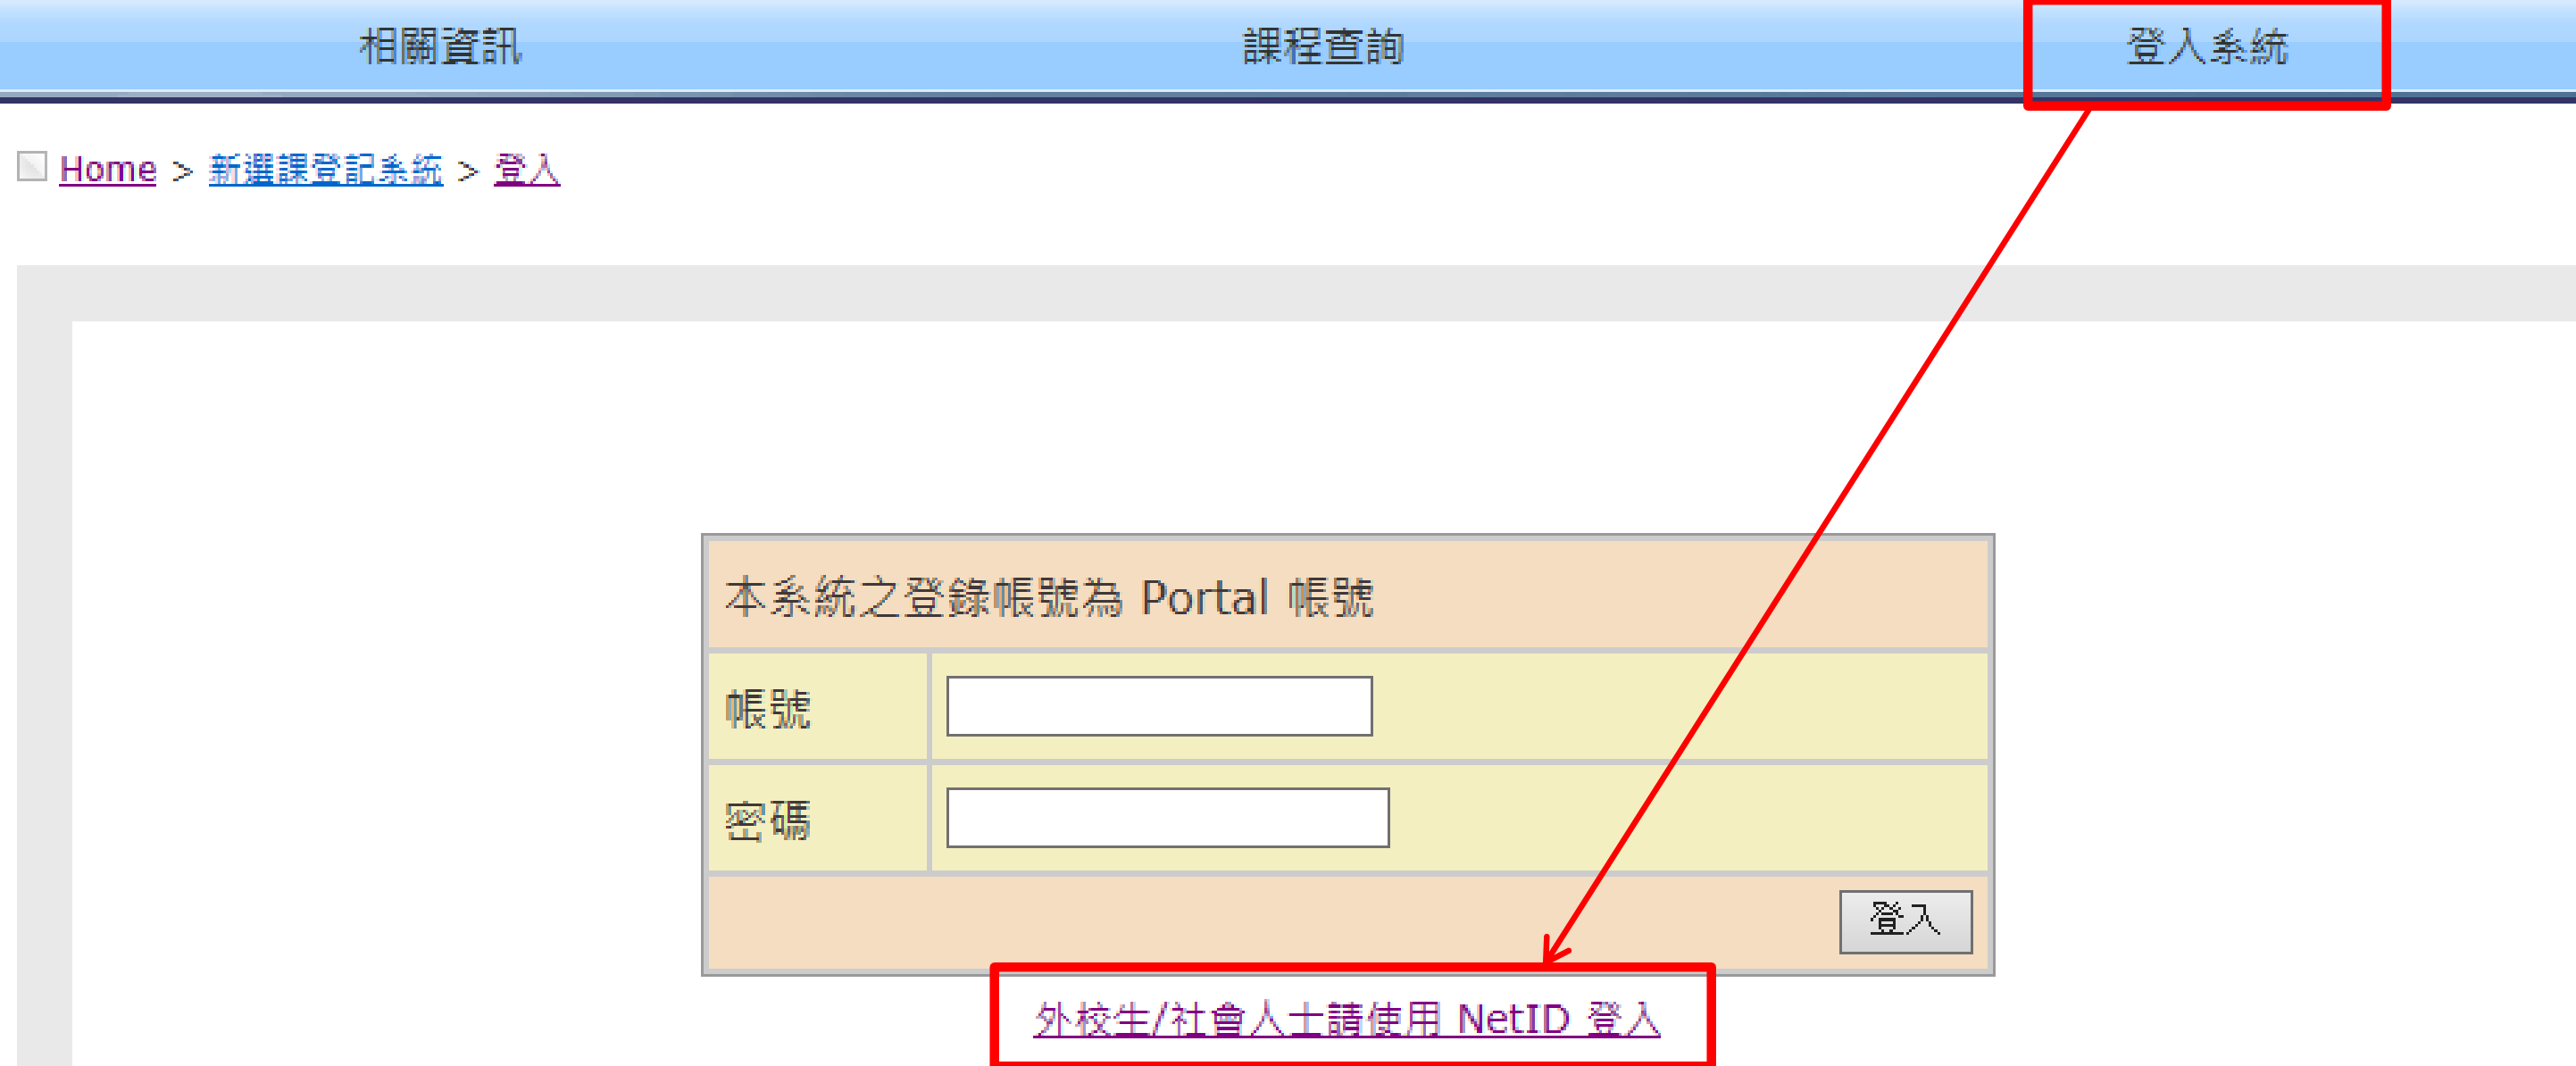 相關資訊 課程查詢 登入系統
Home > 新選課登記系統 > 登入
本系統之登錄帳號為 Portal 帳號
帳號
密碼
登入
外校生/社會人士請使用 NetID 登入